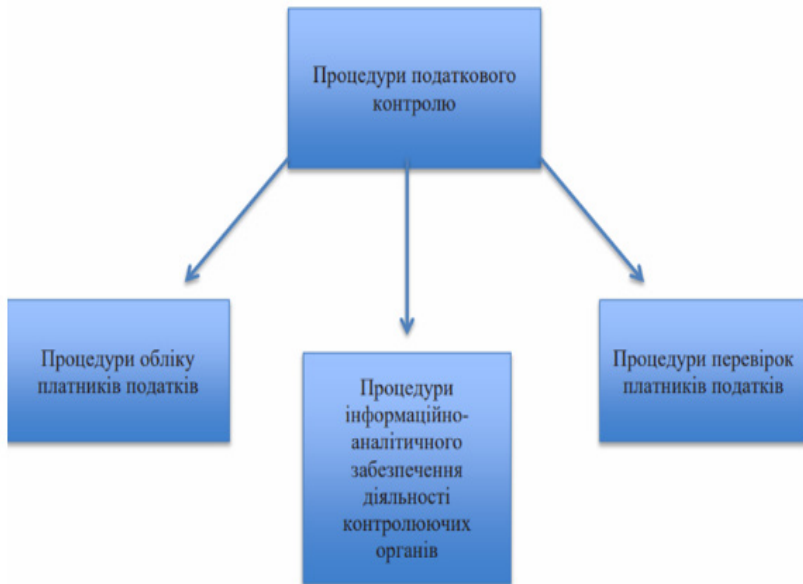 Процедури податкового
контролю
Процедури обліку
платників податків
Процедури
інформаційно-
аналітичного
забезпечення
діяльності
контролюючих
органів
Процедури перевірок
платників податків